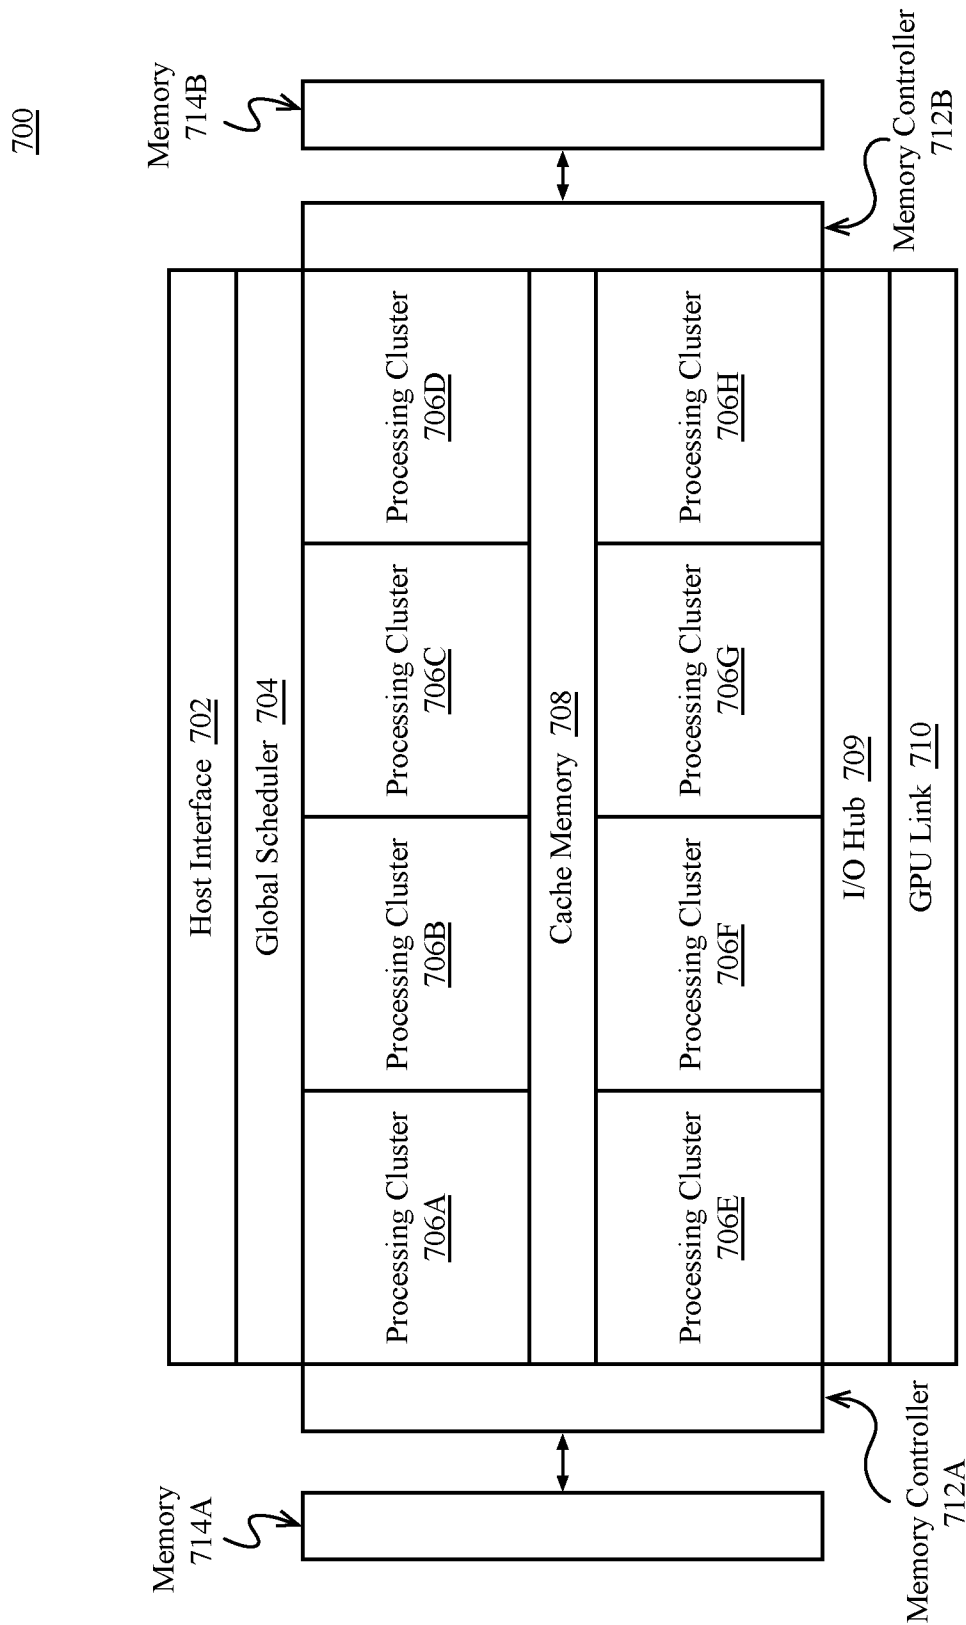 700
Host Interface 702
Global Scheduler 704
Memory
714A
Memory
714B
Processing Cluster
706A
Processing Cluster
706B
Processing Cluster
706C
Processing Cluster
706D
Cache Memory 708
Processing Cluster
706E
Processing Cluster
706F
Processing Cluster
706G
Processing Cluster
706H
I/O Hub 709
GPU Link 710
Memory Controller
712A
Memory Controller
712B